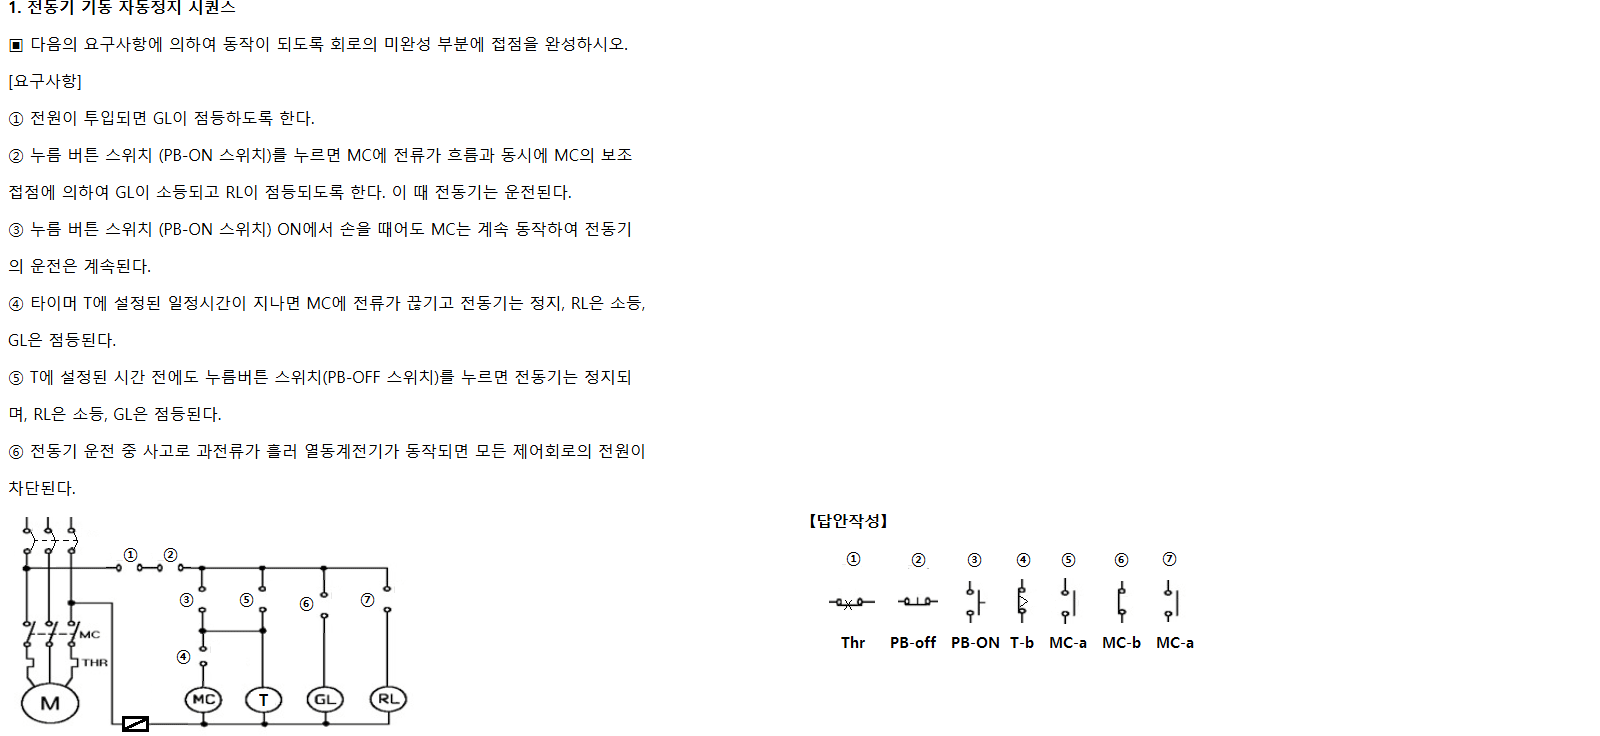 1. 전동기 기동 자동정지 시퀀스
▣ 다음의 요구사항에 의하여 동작이 되도록 회로의 미완성 부분에 접점을 완성하시오.
[요구사항]
① 전원이 투입되면 GL이 점등하도록 한다.
② 누름 버튼 스위치 (PB-ON 스위치)를 누르면 MC에 전류가 흐름과 동시에 MC의 보조
접점에 의하여 GL이 소등되고 RL이 점등되도록 한다. 이 때 전동기는 운전된다.
③ 누름 버튼 스위치 (PB-ON 스위치) ON에서 손을 때어도 MC는 계속 동작하여 전동기
의 운전은 계속된다.
④ 타이머 T에 설정된 일정시간이 지나면 MC에 전류가 끊기고 전동기는 정지, RL은 소등,
GL은 점등된다.
⑤ T에 설정된 시간 전에도 누름버튼 스위치(PB-OFF 스위치)를 누르면 전동기는 정지되
며, RL은 소등, GL은 점등된다.
⑥ 전동기 운전 중 사고로 과전류가 흘러 열동계전기가 동작되면 모든 제어회로의 전원이
차단된다.
① ②
③ ⑤ ⑥ ⑦
MC
④
THR
M MC T GL RL
【답안작성】
① ② ③ ④ ⑤ ⑥ ⑦
Thr PB-off PB-ON T-b MC-a MC-b MC-a